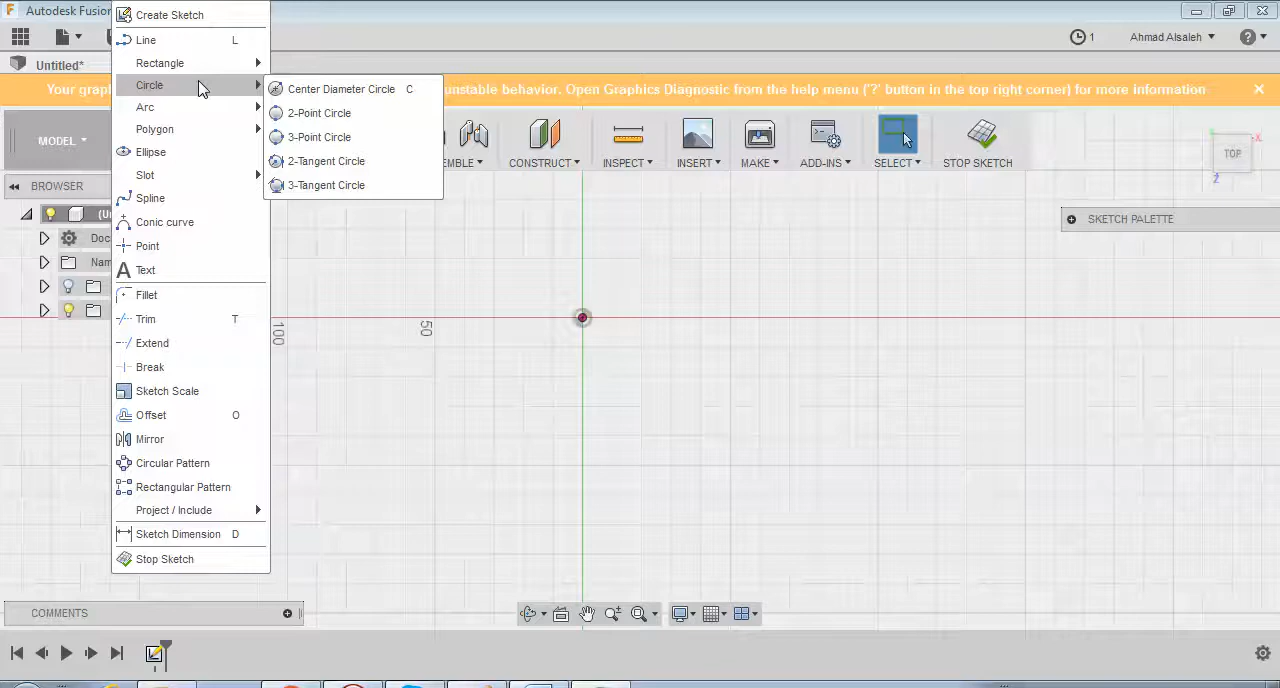 Autodesk Fusion
1
Ahmad Alsaleh
Untitled*
unstable behavior. Open Graphics Diagnostic from the help menu ('?' button in the top right corner) for more information
MODEL
CONSTRUCT
INSPECT
INSERT
MAKE
ADD-INS
SELECT
STOP SKETCH
TOP
X
Z
BROWSER
SKETCH PALETTE
Create Sketch
Line L
Rectangle
Circle
Arc
Polygon
Ellipse
Slot
Spline
Conic curve
Point
Text
Fillet
Trim T
Extend
Break
Sketch Scale
Offset O
Mirror
Circular Pattern
Rectangular Pattern
Project / Include
Sketch Dimension D
Stop Sketch
Center Diameter Circle C
2-Point Circle
3-Point Circle
2-Tangent Circle
3-Tangent Circle
100
50
COMMENTS